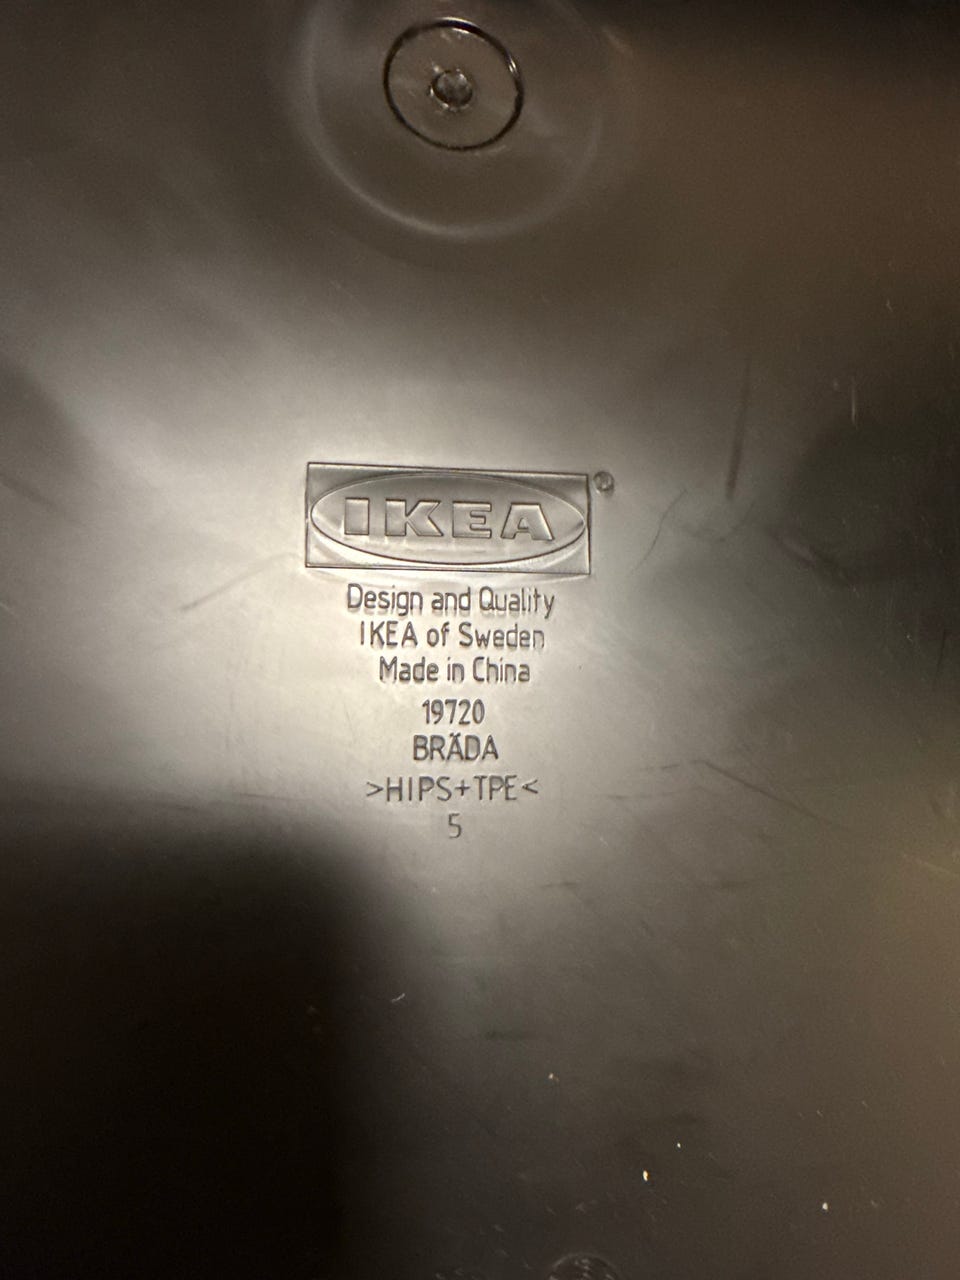 IKEA®
Design and Quality
IKEA of Sweden
Made in China
19720
BRÄDA
>HIPS+TPE<
5